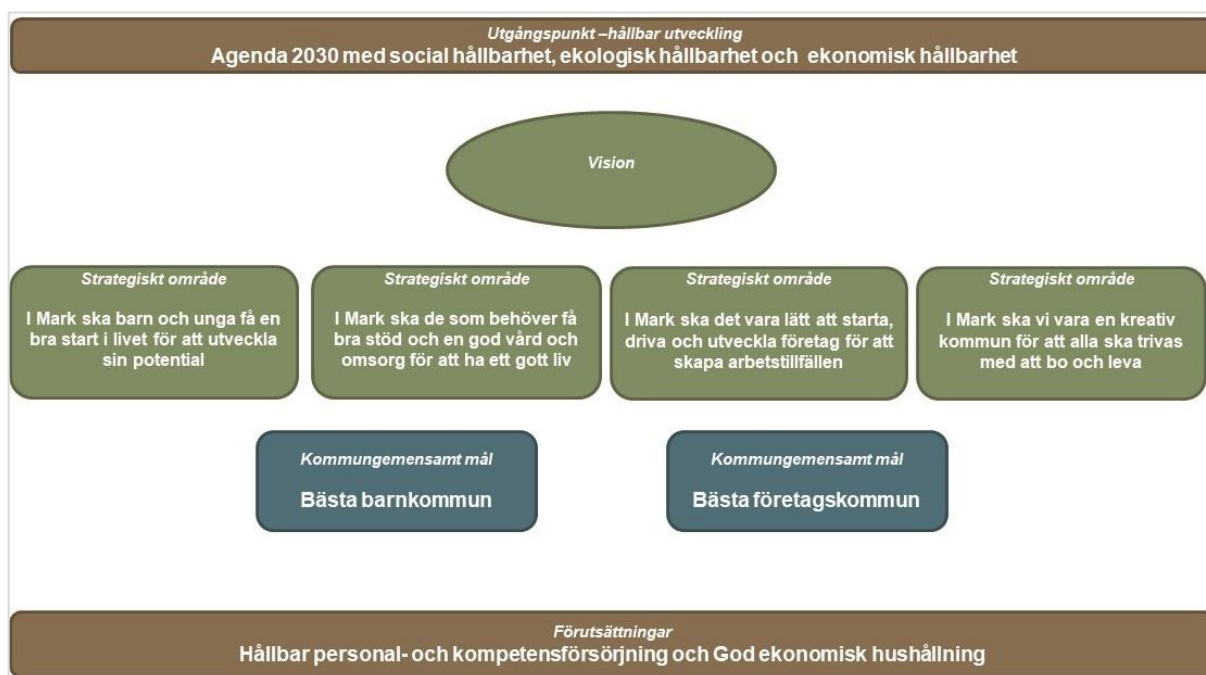 Utgångspunkt –hållbar utveckling
Agenda 2030 med social hållbarhet, ekologisk hållbarhet och ekonomisk hållbarhet
Vision
Strategiskt område
I Mark ska barn och unga få en
bra start i livet för att utveckla
sin potential
Strategiskt område
I Mark ska de som behöver få
bra stöd och en god vård och
omsorg för att ha ett gott liv
Strategiskt område
I Mark ska det vara lätt att starta,
driva och utveckla företag för att
skapa arbetstillfällen
Strategiskt område
I Mark ska vi vara en kreativ
kommun för att alla ska trivas
med att bo och leva
Kommungemensamt mål
Bästa barnkommun
Kommungemensamt mål
Bästa företagskommun
Förutsättningar
Hållbar personal- och kompetensförsörjning och God ekonomisk hushållning